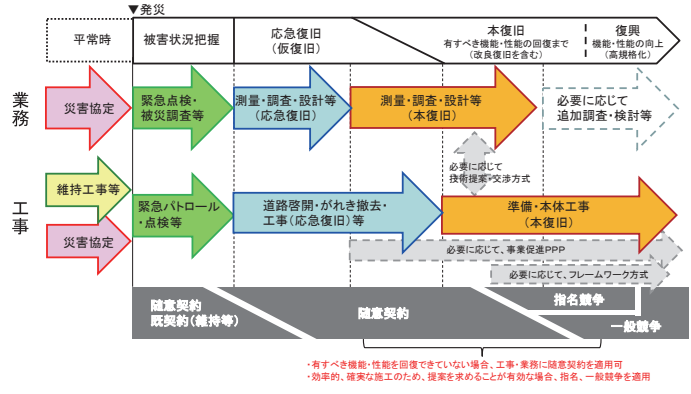 ▼発災
平常時
被害状況把握
応急復旧
（仮復旧）
本復旧
有すべき機能・性能の回復まで
（改良復旧を含む）
復興
機能・性能の向上
（高規格化）
業務
災害協定
緊急点検・
被災調査等
測量・調査・設計等
（応急復旧）
測量・調査・設計等
（本復旧）
必要に応じて
追加調査・検討等
必要に応じて
技術提案・交渉方式
工事
維持工事等
災害協定
緊急パトロール
・点検等
道路啓開・がれき撤去・
工事（応急復旧）等
準備・本体工事
（本復旧）
必要に応じて、事業促進PPP
必要に応じて、フレームワーク方式
随意契約
既契約（維持等）
随意契約
指名競争
一般競争
・有すべき機能・性能を回復できていない場合、工事・業務に随意契約を適用可
・効率的、確実な施工のため、提案を求めることが有効な場合、指名、一般競争を適用